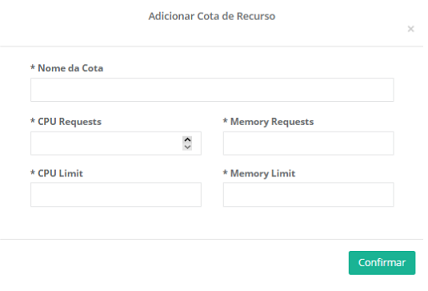 Adicionar Cota de Recurso
×
* Nome da Cota
* CPU Requests * Memory Requests
* CPU Limit * Memory Limit
Confirmar